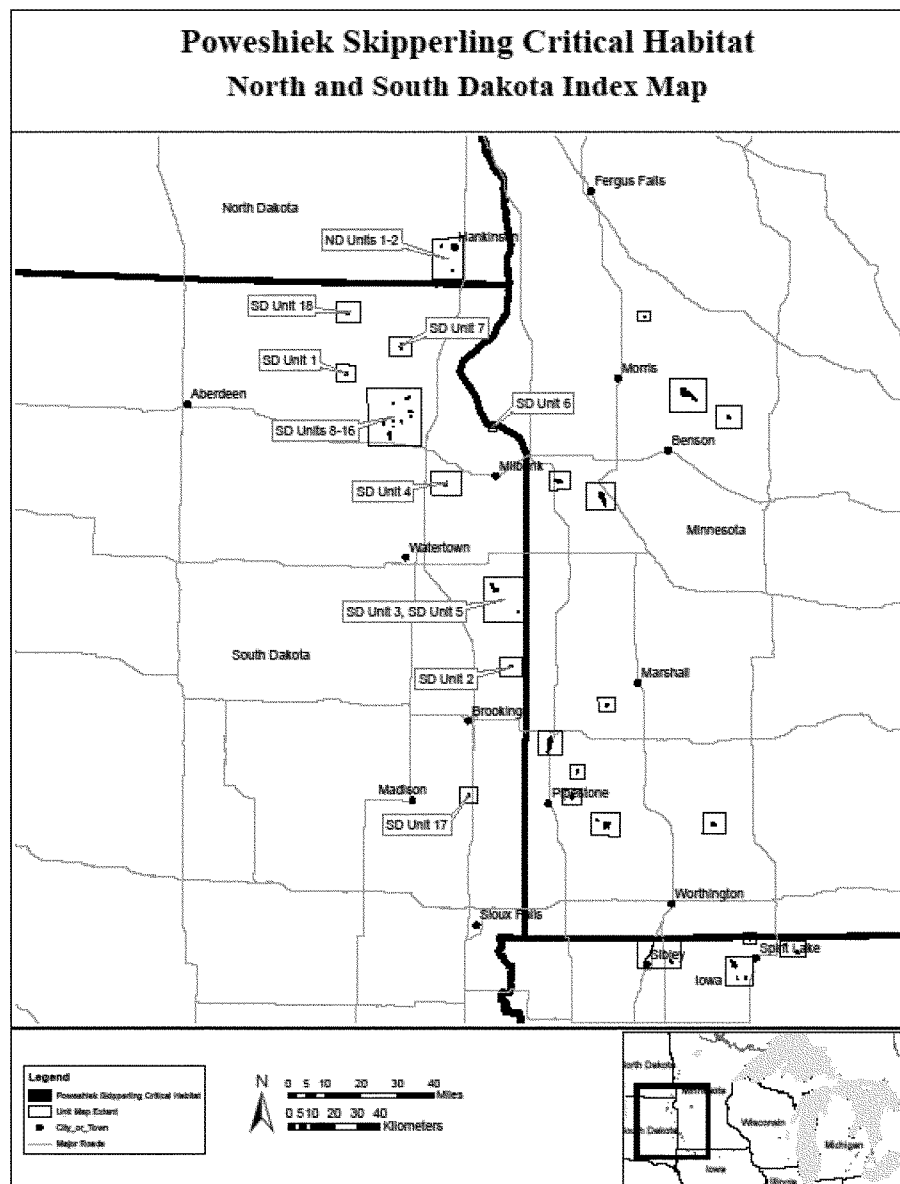 Poweshiek Skipperling Critical Habitat
North and South Dakota Index Map
Fergus Falls
North Dakota
ND Units 1-2
Hankinson
SD Unit 18
SD Unit 7
SD Unit 1
Morris
Aberdeen
SD Unit 6
SD Units 8-16
Benson
Milbank
SD Unit 4
Minnesota
Watertown
SD Unit 3, SD Unit 5
South Dakota
SD Unit 2
Marshall
Brooking
Madison
Pipestone
SD Unit 17
Worthington
Sioux Falls
Spirit Lake
Sibley
Iowa
Legend
Poweshiek Skipperling Critical Habitat
Unit Map Extent
City_or_Town
Major Roads
N
0 5 10 20 30 40
Miles
0 5 10 20 30 40
Kilometers
North Dakota
Minnesota
South Dakota
Wisconsin
Michigan
Iowa
Illinois